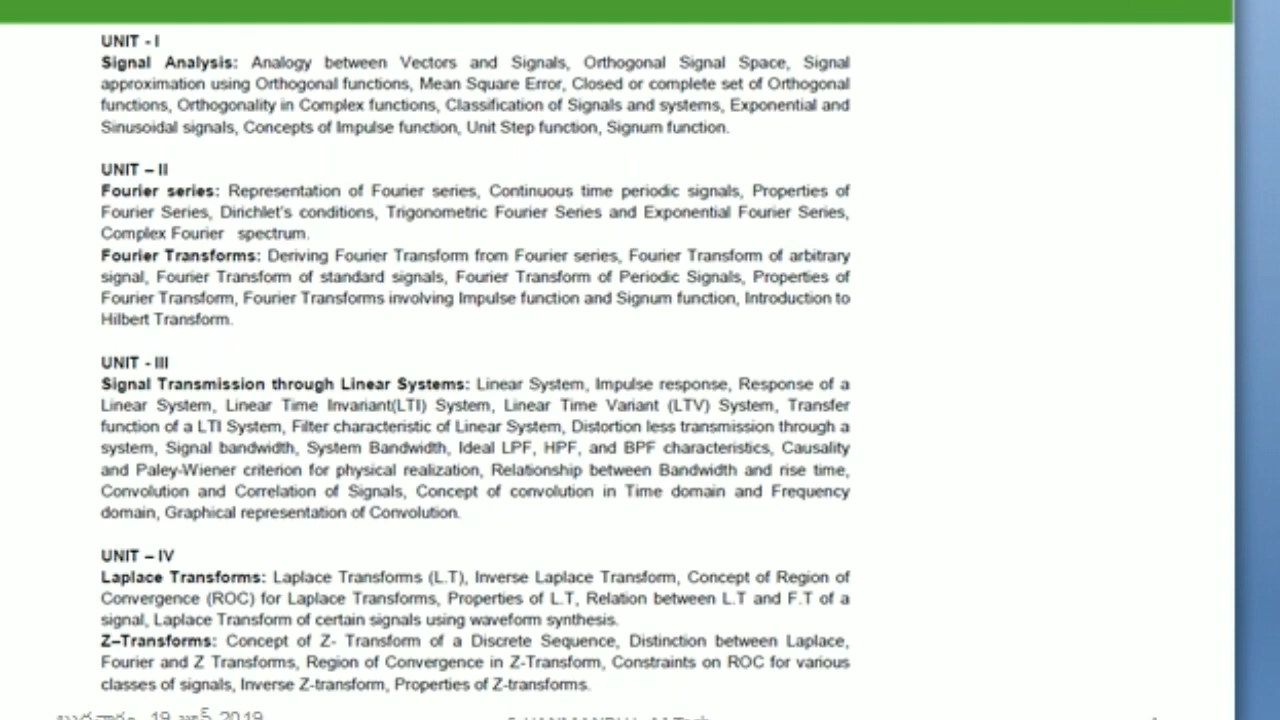 UNIT - I
Signal Analysis: Analogy between Vectors and Signals, Orthogonal Signal Space, Signal
approximation using Orthogonal functions, Mean Square Error, Closed or complete set of Orthogonal
functions, Orthogonality in Complex functions, Classification of Signals and systems, Exponential and
Sinusoidal signals, Concepts of Impulse function, Unit Step function, Signum function.
UNIT – II
Fourier series: Representation of Fourier series, Continuous time periodic signals, Properties of
Fourier Series, Dirichlet's conditions, Trigonometric Fourier Series and Exponential Fourier Series,
Complex Fourier spectrum.
Fourier Transforms: Deriving Fourier Transform from Fourier series, Fourier Transform of arbitrary
signal, Fourier Transform of standard signals, Fourier Transform of Periodic Signals, Properties of
Fourier Transform, Fourier Transforms involving Impulse function and Signum function, Introduction to
Hilbert Transform.
UNIT - III
Signal Transmission through Linear Systems: Linear System, Impulse response, Response of a
Linear System, Linear Time Invariant(LTI) System, Linear Time Variant (LTV) System, Transfer
function of a LTI System, Filter characteristic of Linear System, Distortion less transmission through a
system, Signal bandwidth, System Bandwidth, Ideal LPF, HPF, and BPF characteristics, Causality
and Paley-Wiener criterion for physical realization, Relationship between Bandwidth and rise time,
Convolution and Correlation of Signals, Concept of convolution in Time domain and Frequency
domain, Graphical representation of Convolution.
UNIT – IV
Laplace Transforms: Laplace Transforms (L.T), Inverse Laplace Transform, Concept of Region of
Convergence (ROC) for Laplace Transforms, Properties of L.T, Relation between L.T and F.T of a
signal, Laplace Transform of certain signals using waveform synthesis.
Z–Transforms: Concept of Z- Transform of a Discrete Sequence, Distinction between Laplace,
Fourier and Z Transforms, Region of Convergence in Z-Transform, Constraints on ROC for various
classes of signals, Inverse Z-transform, Properties of Z-transforms.
19 2019